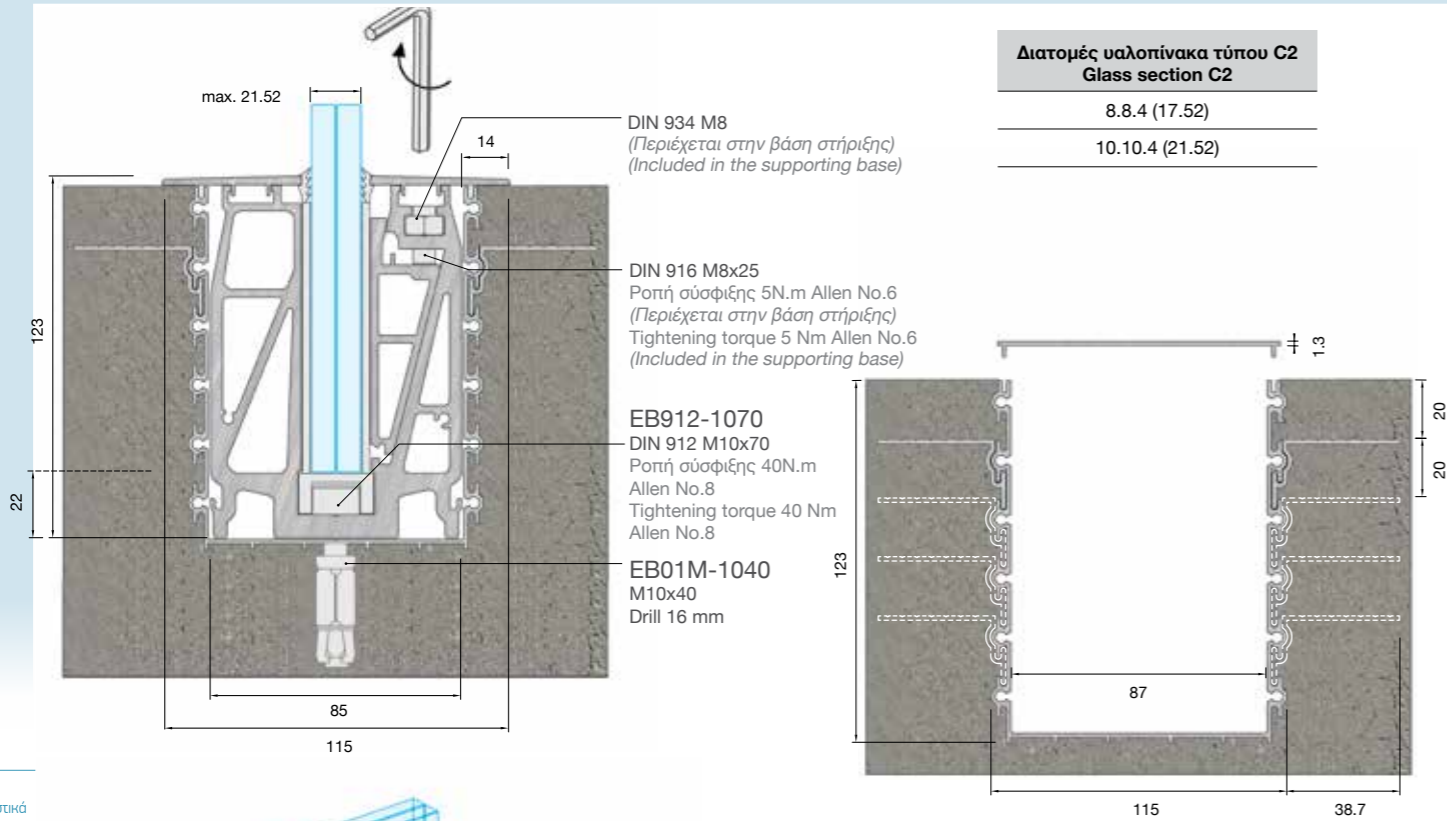 max. 21.52
14
123
22
85
115
DIN 934 M8
(Περιέχεται στην βάση στήριξης)
(Included in the supporting base)
DIN 916 M8x25
Ροπή σύσφιξης 5N.m Allen No.6
(Περιέχεται στην βάση στήριξης)
Tightening torque 5 Nm Allen No.6
(Included in the supporting base)
EB912-1070
DIN 912 M10x70
Ροπή σύσφιξης 40N.m
Allen No.8
Tightening torque 40 Nm
Allen No.8
EB01M-1040
M10x40
Drill 16 mm
Διατομές υαλοπίνακα τύπου C2
Glass section C2
8.8.4 (17.52)
10.10.4 (21.52)
1.3
20
20
123
87
115
38.7